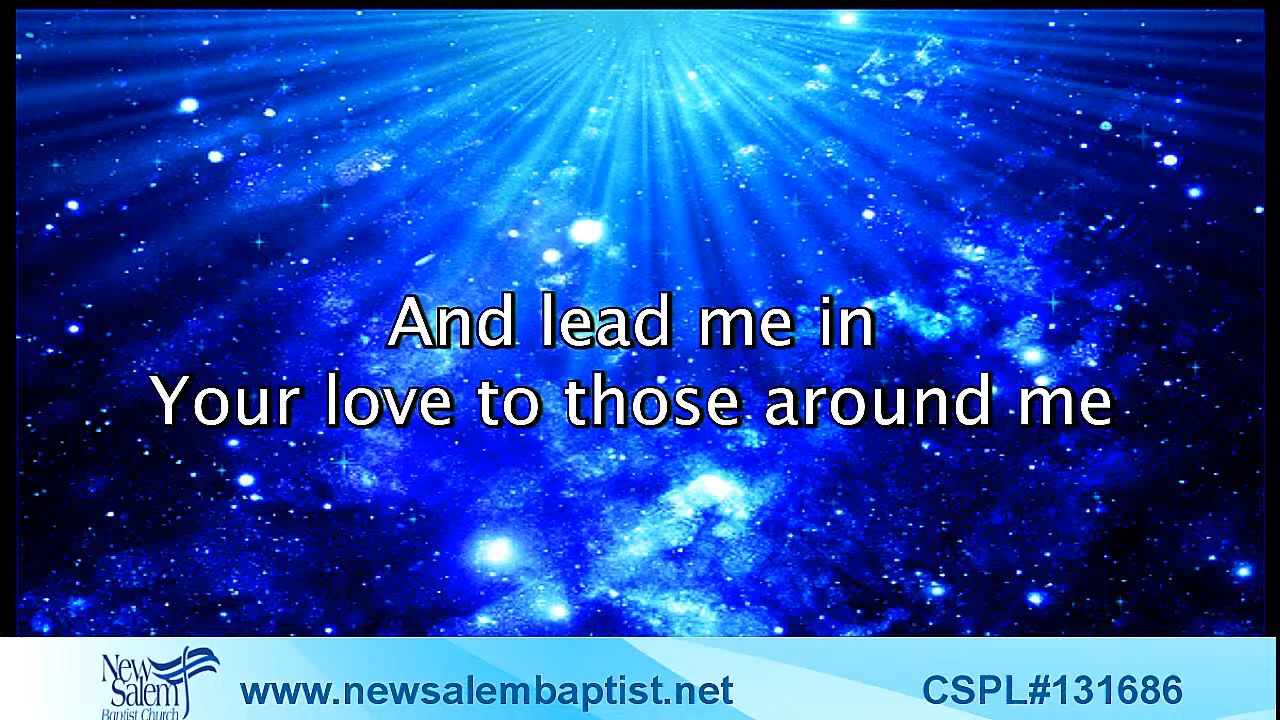 And lead me in
Your love to those around me
New
Salem
Baptist Church
www.newsalembaptist.net
CSPL#131686